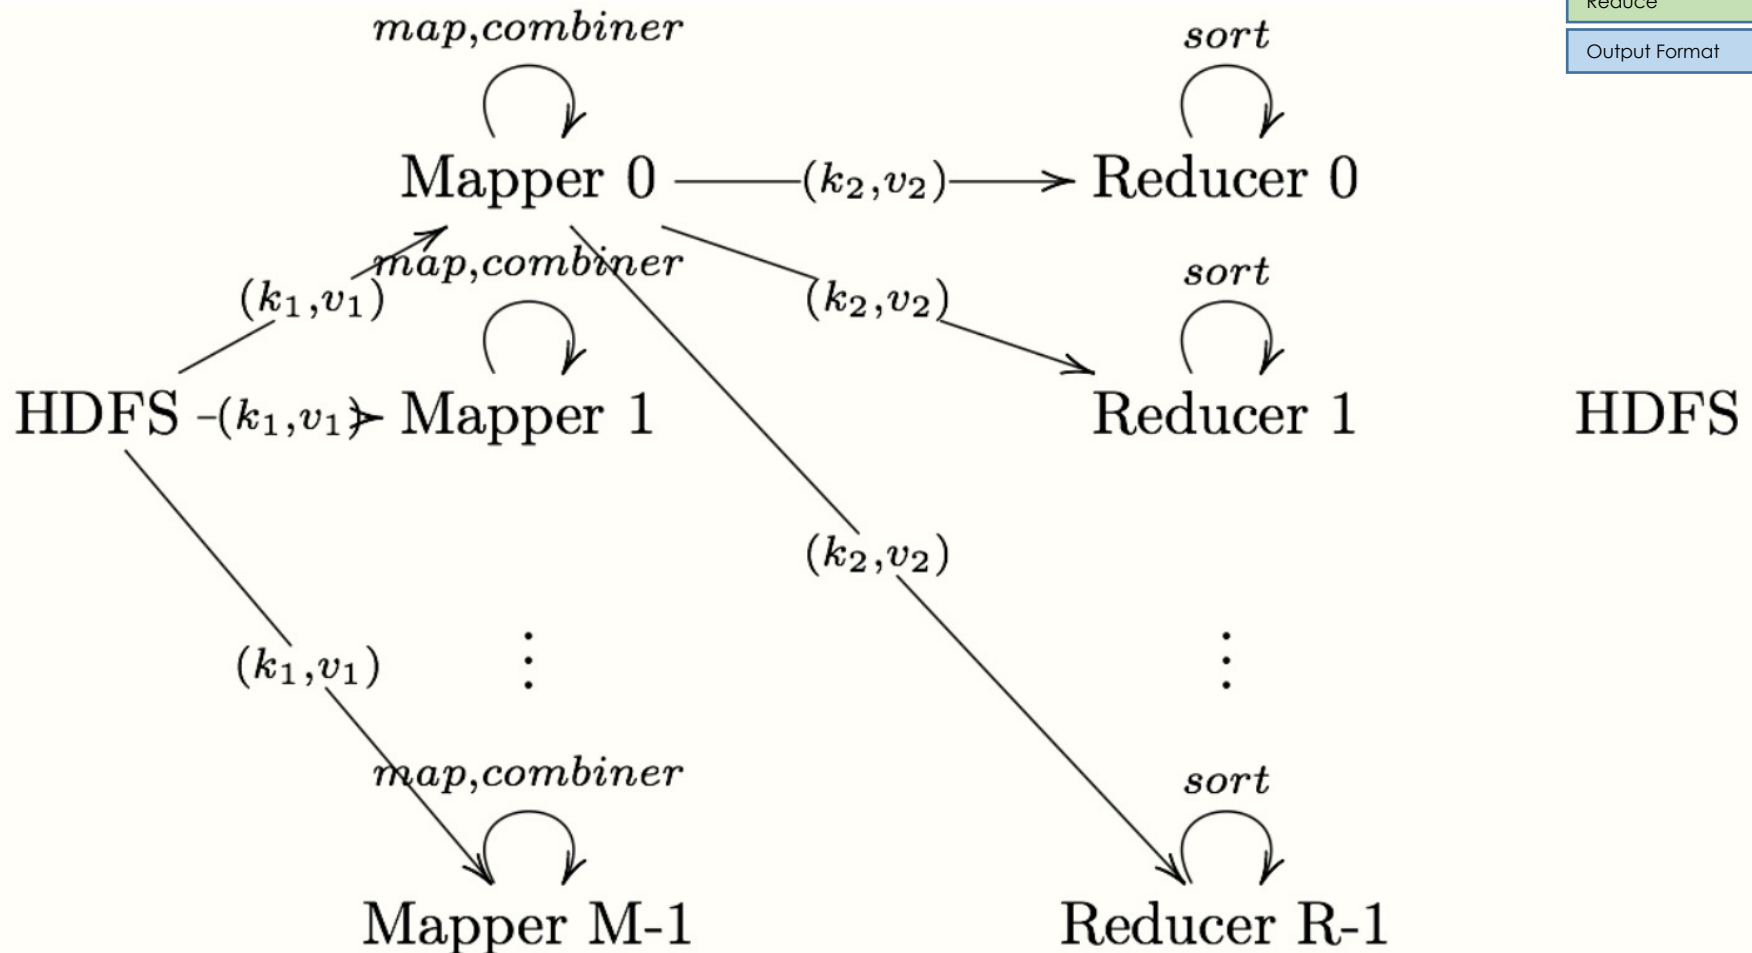 Reduce
Output Format
map,combiner
sort
Mapper 0
(k₂,v₂)
Reducer 0
map,combiner
sort
(k₁,v₁)
(k₂,v₂)
HDFS
(k₁,v₁)
Mapper 1
Reducer 1
HDFS
(k₂,v₂)
(k₁,v₁)
⋮
⋮
map,combiner
sort
Mapper M-1
Reducer R-1